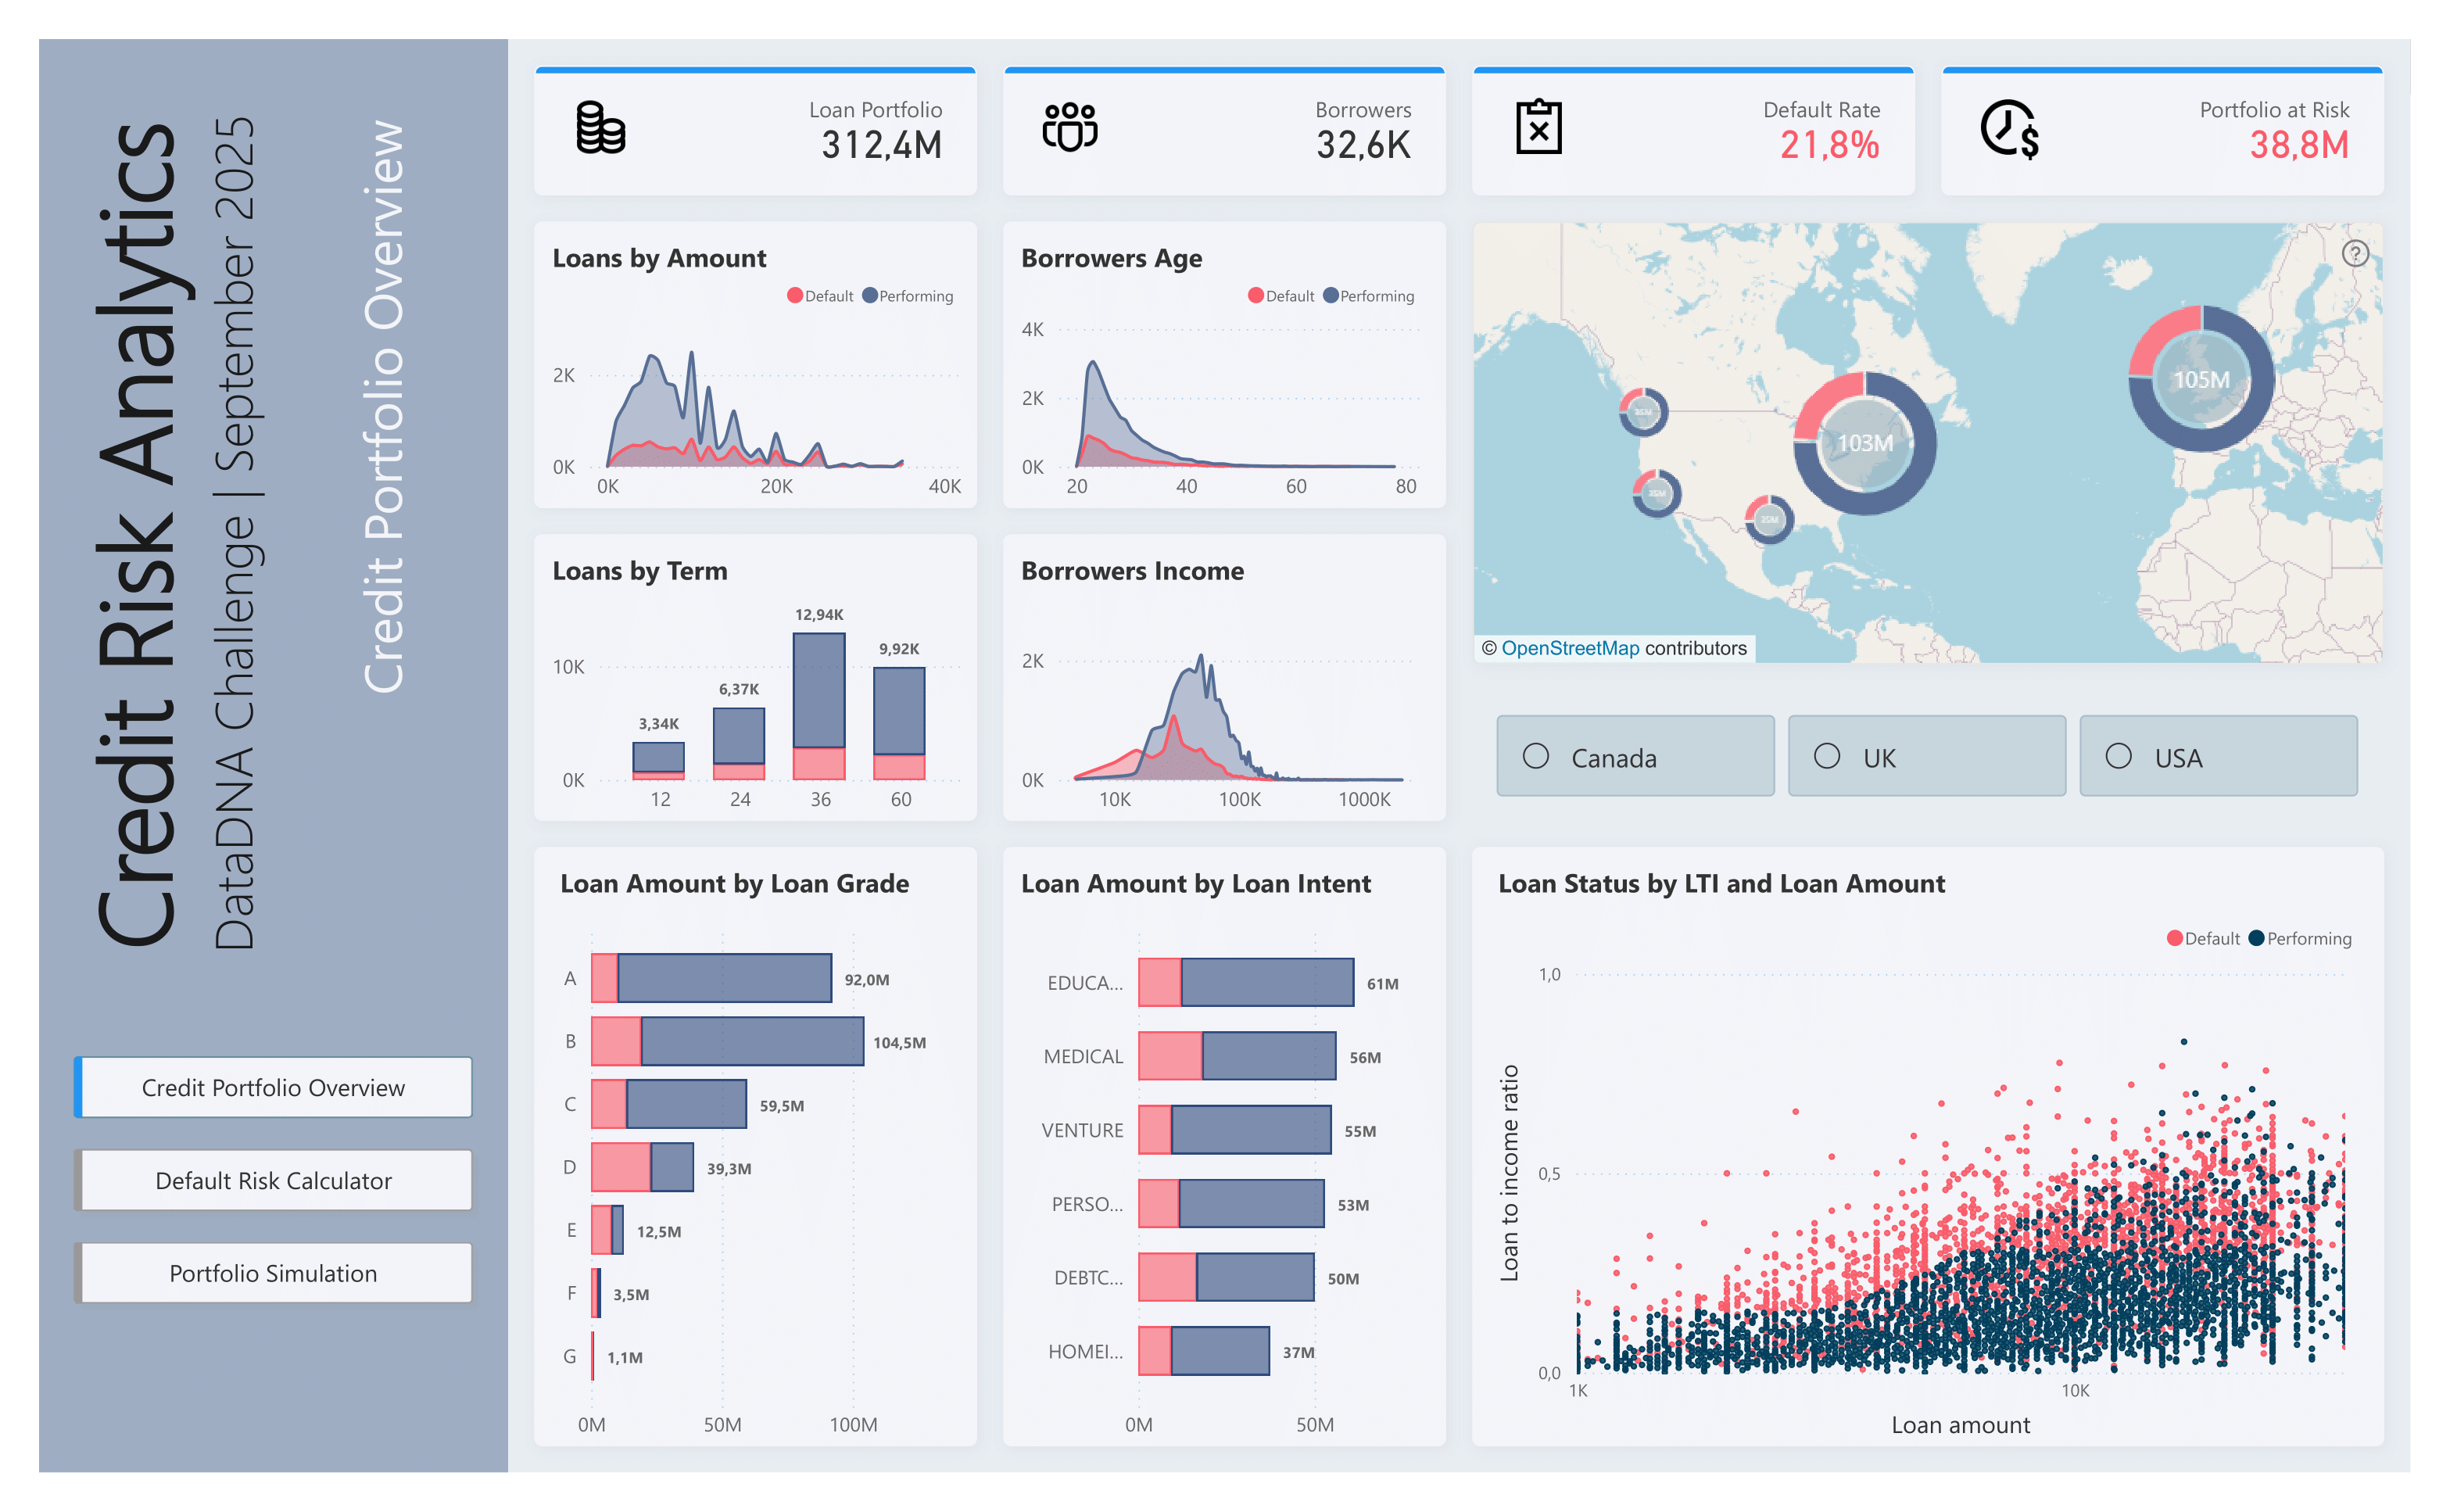 Credit Risk Analytics
DataDNA Challenge | September 2025
Credit Portfolio Overview
Credit Portfolio Overview
Default Risk Calculator
Portfolio Simulation
Loan Portfolio
312,4M
Borrowers
32,6K
Default Rate
21,8%
Portfolio at Risk
38,8M
Loans by Amount
Default Performing
2K
0K
0K 20K 40K
Borrowers Age
Default Performing
4K
2K
0K
20 40 60 80
?
105M
103M
35M
35M
35M
© OpenStreetMap contributors
Loans by Term
12,94K
9,92K
10K
6,37K
3,34K
0K
12 24 36 60
Borrowers Income
2K
0K
10K 100K 1000K
Canada
UK
USA
Loan Amount by Loan Grade
A 92,0M
B 104,5M
C 59,5M
D 39,3M
E 12,5M
F 3,5M
G 1,1M
0M 50M 100M
Loan Amount by Loan Intent
EDUCA... 61M
MEDICAL 56M
VENTURE 55M
PERSO... 53M
DEBTC... 50M
HOMEI... 37M
0M 50M
Loan Status by LTI and Loan Amount
Default Performing
Loan to income ratio
1,0
0,5
0,0
1K 10K
Loan amount